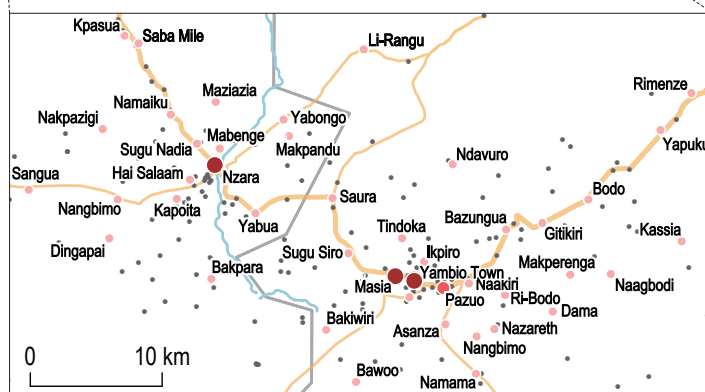 Kpasua
Saba Mile
Li-Rangu
Rimenze
Maziazia
Namaiku
Yabongo
Nakpazigi
Yapuku
Sugu Nadia
Mabenge
Makpandu
Ndavuro
Sangua
Hai Salaam
Nzara
Bodo
Saura
Nangbimo
Kapoita
Yabua
Bazungua
Gitikiri
Kassia
Tindoka
Dingapai
Sugu Siro
Ikpiro
Makperenga
Bakpara
Yambio Town
Naakiri
Naagbodi
Masia
Pazuo
Ri-Bodo
Dama
Bakiwiri
Asanza
Nazareth
Nangbimo
0 10 km
Bawoo
Namama